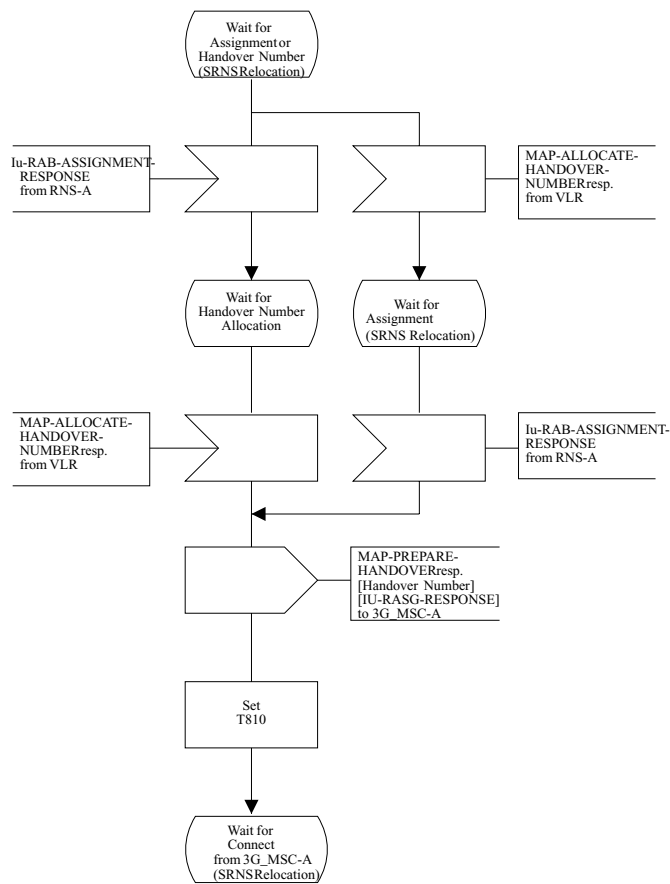 Wait for
Assignment or
Handover Number
(SRNS Relocation)
Iu-RAB-ASSIGNMENT-
RESPONSE
from RNS-A
MAP-ALLOCATE-
HANDOVER-
NUMBER resp.
from VLR
Wait for
Handover Number
Allocation
Wait for
Assignment
(SRNS Relocation)
MAP-ALLOCATE-
HANDOVER-
NUMBER resp.
from VLR
Iu-RAB-ASSIGNMENT-
RESPONSE
from RNS-A
MAP-PREPARE-
HANDOVER resp.
[Handover Number]
[IU-RASG-RESPONSE]
to 3G_MSC-A
Set
T810
Wait for
Connect
from 3G_MSC-A
(SRNS Relocation)